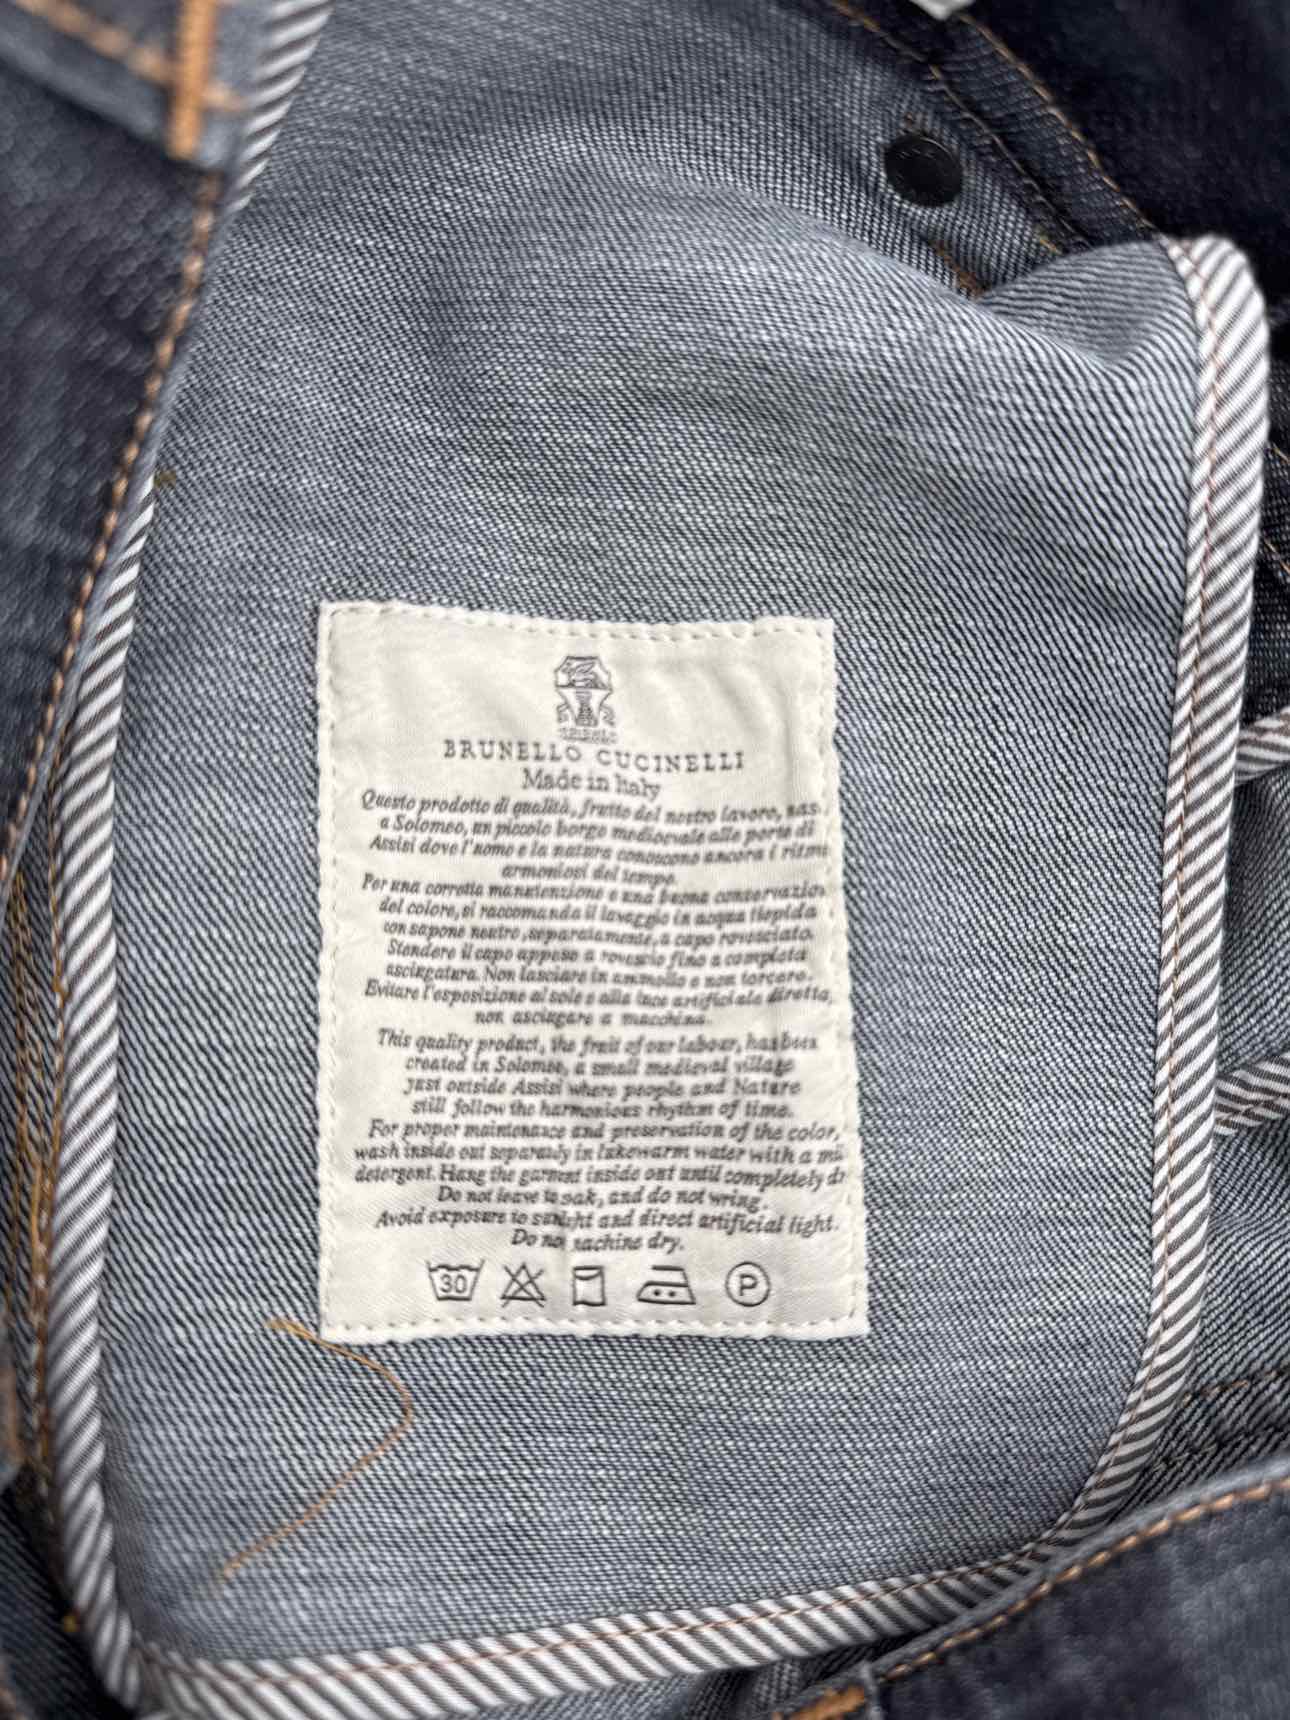 BRUNELLO CUCINELLI
Made in Italy
Questo prodotto di qualità, frutto del nostro lavoro, nas
a Solomeo, un piccolo borgo medioevale alle porte di
Assisi dove l'uomo e la natura conoscono ancora i ritmi
armoniosi del tempo.
Per una corretta manutenzione e una buona conservazion
del colore, si raccomanda il lavaggio in acqua tiepida
con sapone neutro, separatamente, a capo rovesciato.
Stendere il capo appeso a rovescio fino a completa
asciugatura. Non lasciare in ammollo e non torcere.
Evitare l'esposizione al sole e alla luce artificiale diretta,
non asciugare a macchina.
This quality product, the fruit of our labour, has been
created in Solomeo, a small medieval village
just outside Assisi where people and Nature
still follow the harmonious rhythm of time.
For proper maintenance and preservation of the color,
wash inside out separately in lukewarm water with a mil
detergent. Hang the garment inside out until completely dr
Do not leave to soak, and do not wring.
Avoid exposure to sunlight and direct artificial light.
Do not machine dry.
30 P